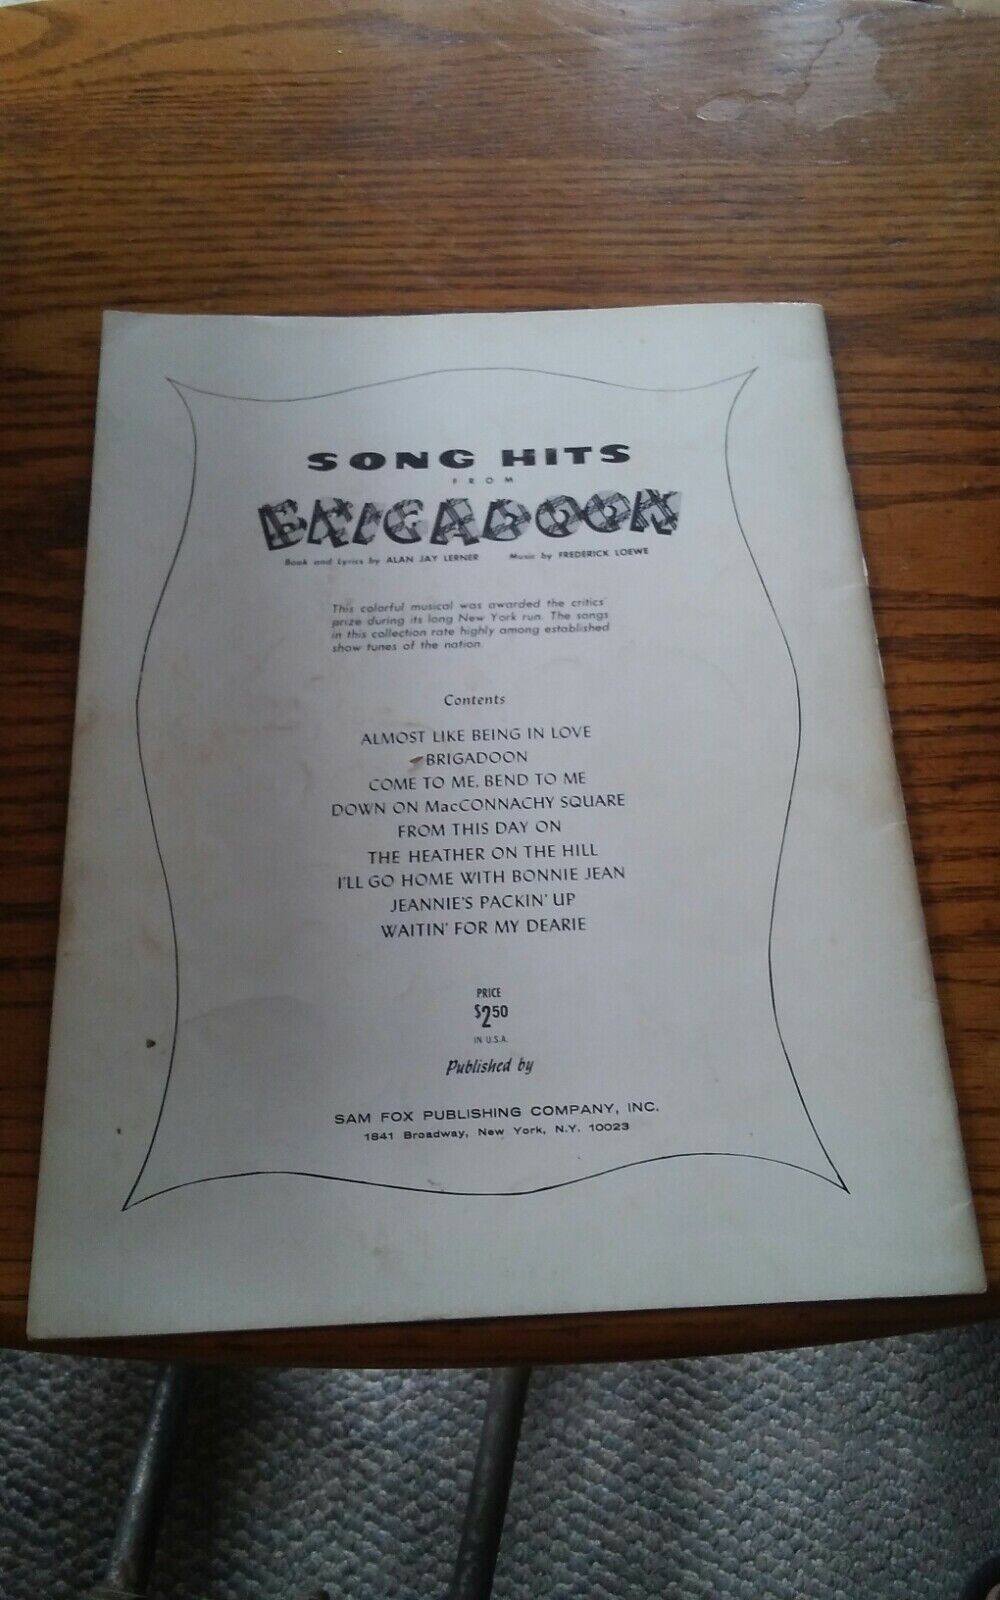 SONG HITS
FROM
BRIGADOON
Book and Lyrics by ALAN JAY LERNER Music by FREDERICK LOEWE
This colorful musical was awarded the critics'
prize during its long New York run. The songs
in this collection rate highly among established
show tunes of the nation.
Contents
ALMOST LIKE BEING IN LOVE
BRIGADOON
COME TO ME, BEND TO ME
DOWN ON MacCONNACHY SQUARE
FROM THIS DAY ON
THE HEATHER ON THE HILL
I'LL GO HOME WITH BONNIE JEAN
JEANNIE'S PACKIN' UP
WAITIN' FOR MY DEARIE
PRICE
$2.50
IN U.S.A.
Published by
SAM FOX PUBLISHING COMPANY, INC.
1841 Broadway, New York, N.Y. 10023